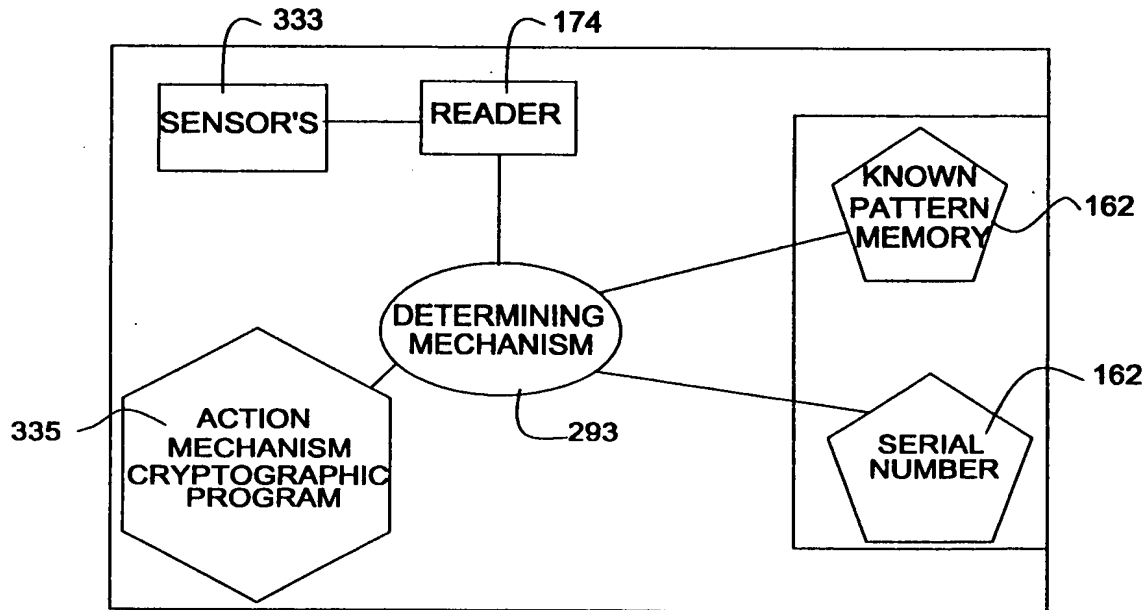 333
174
SENSOR'S
READER
KNOWN
PATTERN
MEMORY
162
DETERMINING
MECHANISM
293
335
ACTION
MECHANISM
CRYPTOGRAPHIC
PROGRAM
162
SERIAL
NUMBER